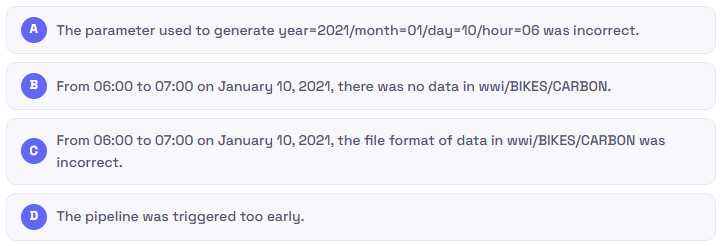 A The parameter used to generate year=2021/month=01/day=10/hour=06 was incorrect.
B From 06:00 to 07:00 on January 10, 2021, there was no data in wwi/BIKES/CARBON.
C From 06:00 to 07:00 on January 10, 2021, the file format of data in wwi/BIKES/CARBON was
incorrect.
D The pipeline was triggered too early.